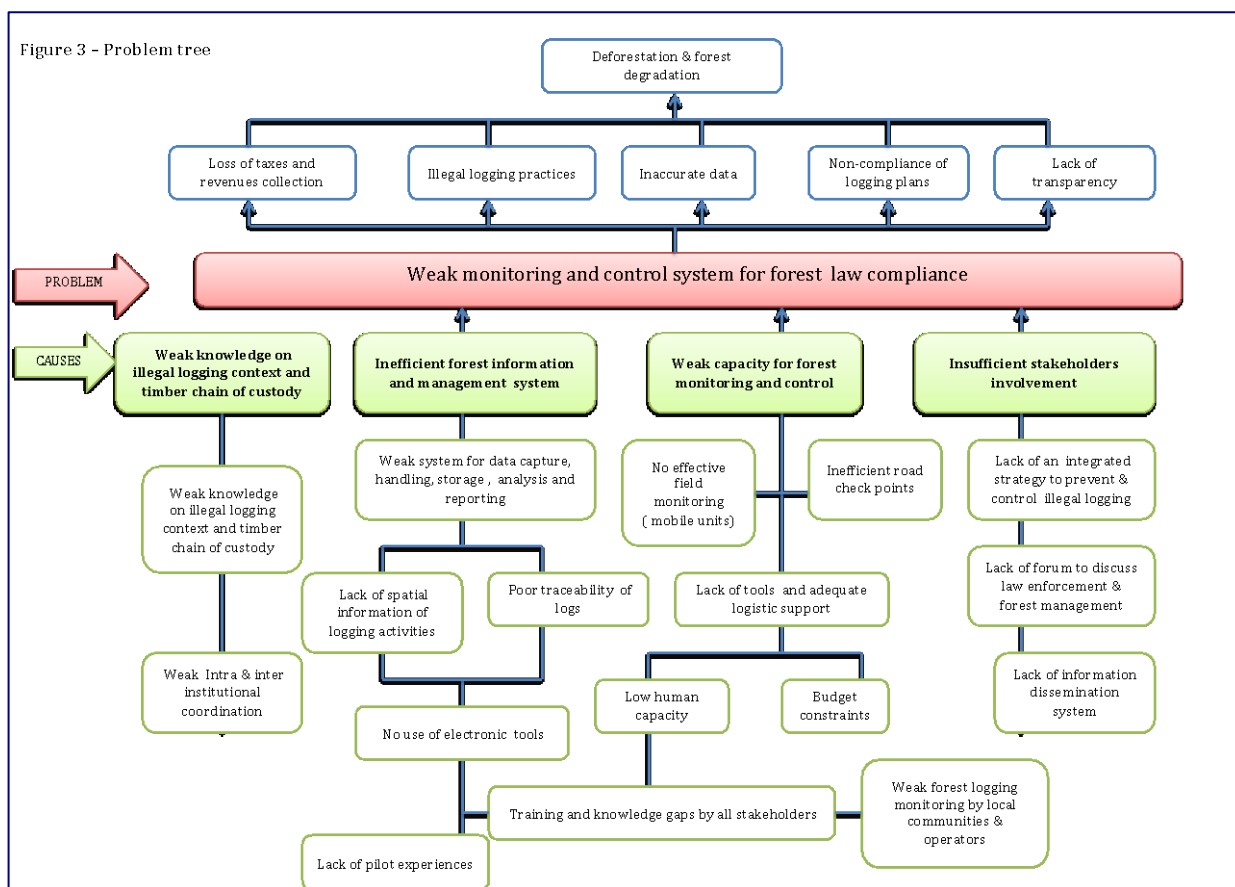 Figure 3 – Problem tree
Deforestation & forest
degradation
Loss of taxes and
revenues collection
Illegal logging practices
Inaccurate data
Non-compliance of
logging plans
Lack of
transparency
PROBLEM
Weak monitoring and control system for forest law compliance
CAUSES
Weak knowledge on
illegal logging context and
timber chain of custody
Inefficient forest information
and management system
Weak capacity for forest
monitoring and control
Insufficient stakeholders
involvement
Weak knowledge
on illegal logging
context and timber
chain of custody
Weak Intra & inter
institutional
coordination
Weak system for data capture,
handling, storage , analysis and
reporting
Lack of spatial
information of
logging activities
Poor traceability of
logs
No use of electronic tools
Lack of pilot experiences
No effective
field
monitoring
( mobile units)
Inefficient road
check points
Lack of tools and adequate
logistic support
Low human
capacity
Budget
constraints
Training and knowledge gaps by all stakeholders
Weak forest logging
monitoring by local
communities &
operators
Lack of an integrated
strategy to prevent &
control illegal logging
Lack of forum to discuss
law enforcement &
forest management
Lack of information
dissemination
system